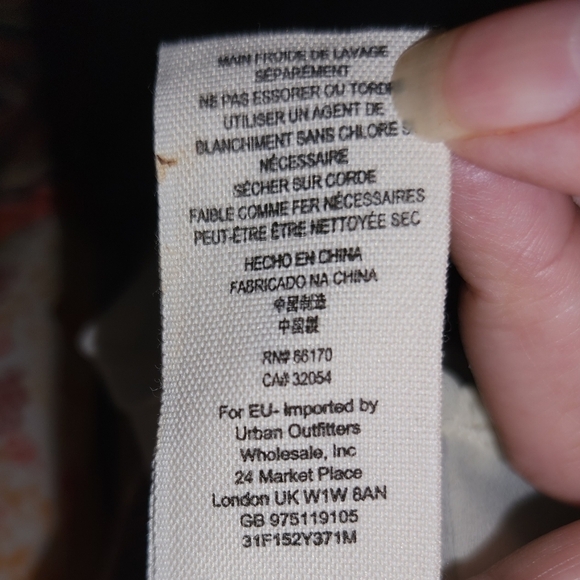 MAIN FROIDE DE LAVAGE
SÉPARÉMENT
NE PAS ESSORER OU TORDR
UTILISER UN AGENT DE
BLANCHIMENT SANS CHLORE S
NÉCESSAIRE
SÉCHER SUR CORDE
FAIBLE COMME FER NÉCESSAIRES
PEUT-ÊTRE ÊTRE NETTOYÉE SEC
HECHO EN CHINA
FABRICADO NA CHINA
中国制造
中國製
RN# 66170
CA# 32054
For EU- Imported by
Urban Outfitters
Wholesale, Inc
24 Market Place
London UK W1W 8AN
GB 975119105
31F152Y371M